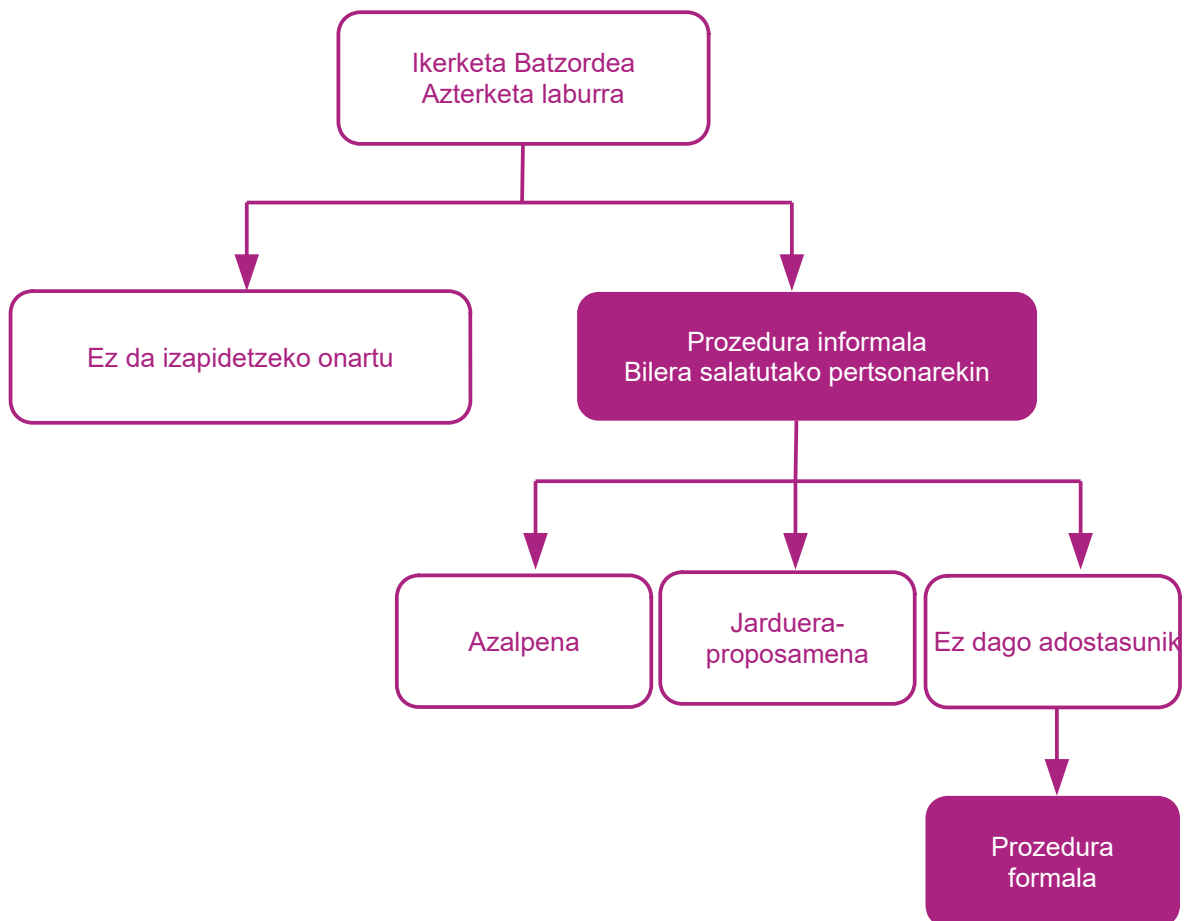 Ikerketa Batzordea
Azterketa laburra
Ez da izapidetzeko onartu
Prozedura informala
Bilera salatutako pertsonarekin
Azalpena
Jarduera-
proposamena
Ez dago adostasunik
Prozedura
formala